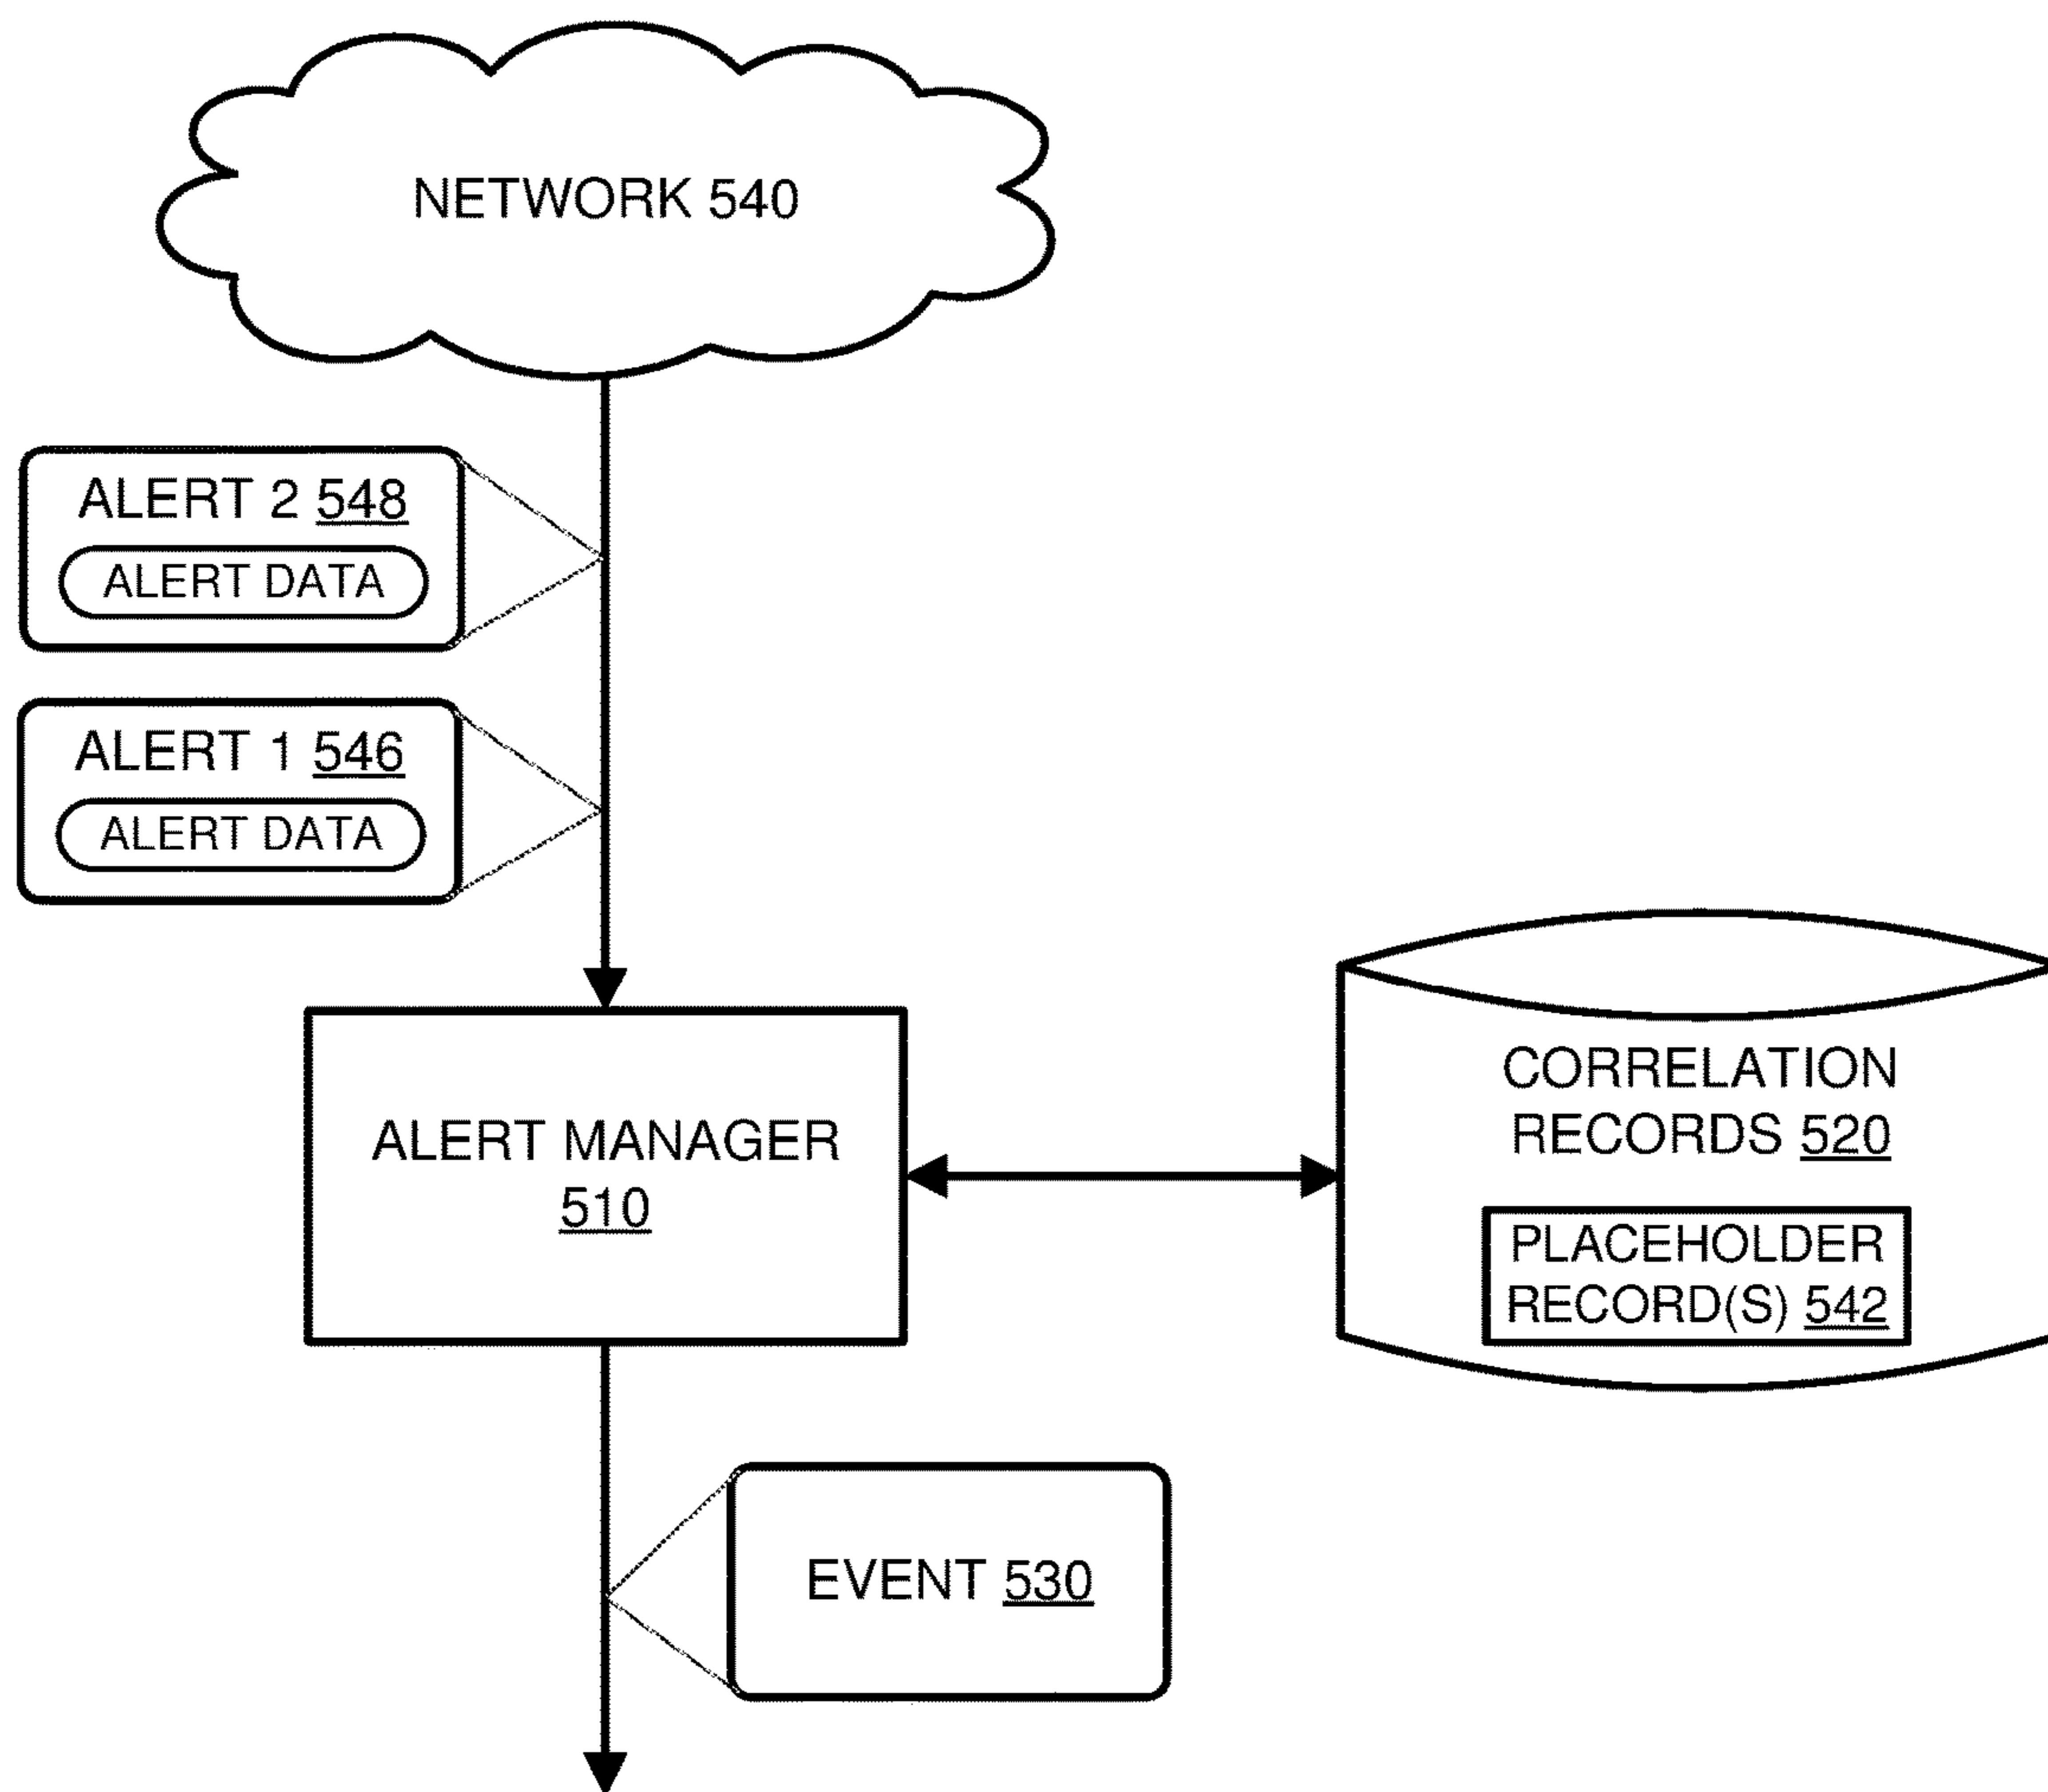 NETWORK 540
ALERT 2 548
ALERT DATA
ALERT 1 546
ALERT DATA
ALERT MANAGER
510
CORRELATION
RECORDS 520
PLACEHOLDER
RECORD(S) 542
EVENT 530